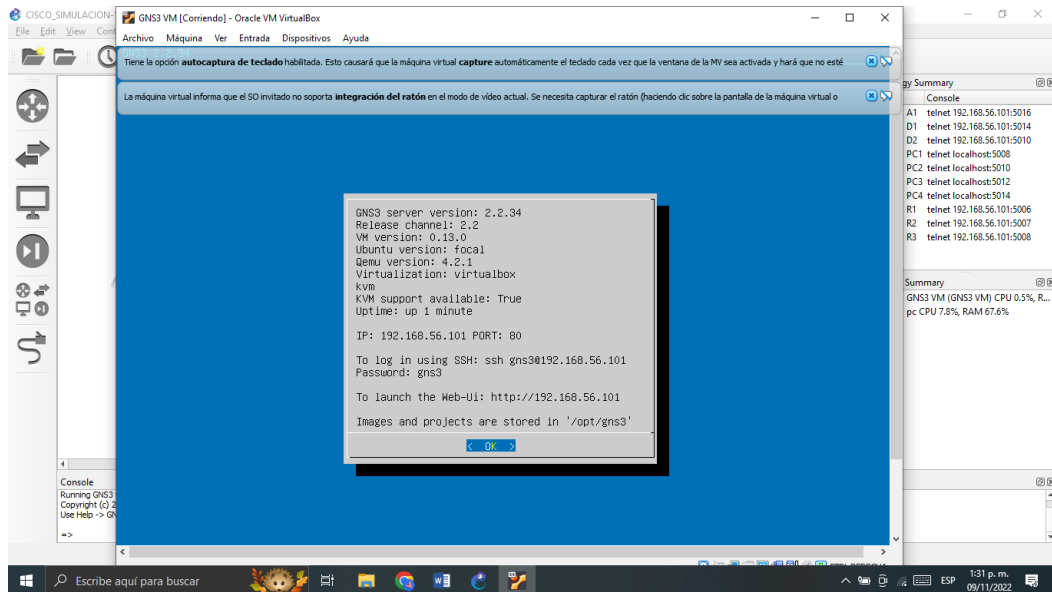 CISCO_SIMULACION-
File Edit View Cont
GNS3 VM [Corriendo] - Oracle VM VirtualBox
Archivo Máquina Ver Entrada Dispositivos Ayuda
GNS3 2.2.34
Tiene la opción autocaptura de teclado habilitada. Esto causará que la máquina virtual capture automáticamente el teclado cada vez que la ventana de la MV sea activada y hará que no esté
La máquina virtual informa que el SO invitado no soporta integración del ratón en el modo de vídeo actual. Se necesita capturar el ratón (haciendo clic sobre la pantalla de la máquina virtual o
GNS3 server version: 2.2.34
Release channel: 2.2
VM version: 0.13.0
Ubuntu version: focal
Qemu version: 4.2.1
Virtualization: virtualbox
kvm
KVM support available: True
Uptime: up 1 minute
IP: 192.168.56.101 PORT: 80
To log in using SSH: ssh gns3@192.168.56.101
Password: gns3
To launch the Web-Ui: http://192.168.56.101
Images and projects are stored in '/opt/gns3'
< OK >
gy Summary
Console
A1 telnet 192.168.56.101:5016
D1 telnet 192.168.56.101:5014
D2 telnet 192.168.56.101:5010
PC1 telnet localhost:5008
PC2 telnet localhost:5010
PC3 telnet localhost:5012
PC4 telnet localhost:5014
R1 telnet 192.168.56.101:5006
R2 telnet 192.168.56.101:5007
R3 telnet 192.168.56.101:5008
Summary
GNS3 VM (GNS3 VM) CPU 0.5%, R...
pc CPU 7.8%, RAM 67.6%
Console
Running GNS3
Copyright (c) 2
Use Help -> GN
=>
Escribe aquí para buscar
ESP
1:31 p. m.
09/11/2022